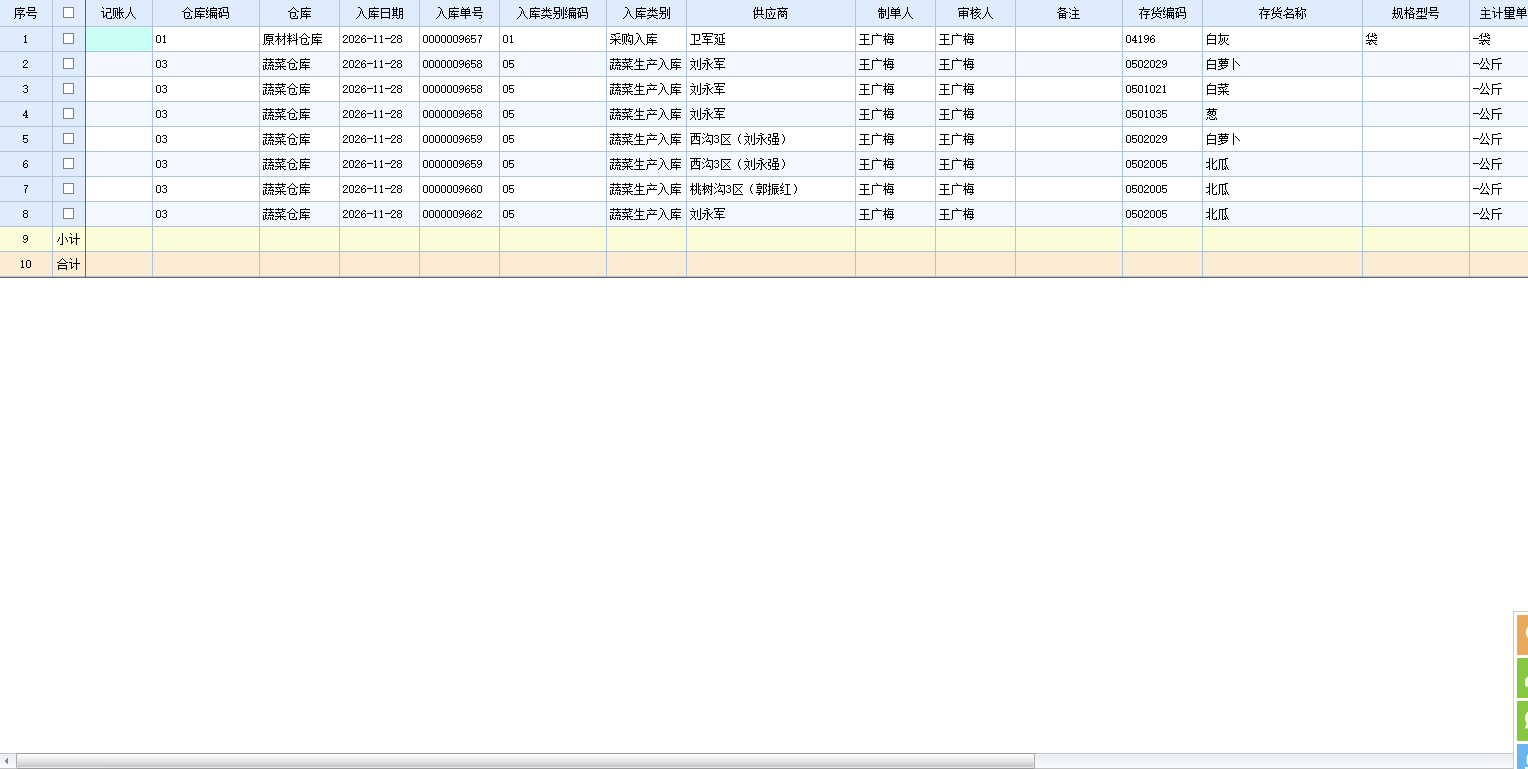 序号 记账人 仓库编码 仓库 入库日期 入库单号 入库类别编码 入库类别 供应商 制单人 审核人 备注 存货编码 存货名称 规格型号 主计量单
1 01 原材料仓库 2026-11-28 0000009657 01 采购入库 卫军延 王广梅 王广梅 04196 白灰 袋 -袋
2 03 蔬菜仓库 2026-11-28 0000009658 05 蔬菜生产入库 刘永军 王广梅 王广梅 0502029 白萝卜 -公斤
3 03 蔬菜仓库 2026-11-28 0000009658 05 蔬菜生产入库 刘永军 王广梅 王广梅 0501021 白菜 -公斤
4 03 蔬菜仓库 2026-11-28 0000009658 05 蔬菜生产入库 刘永军 王广梅 王广梅 0501035 葱 -公斤
5 03 蔬菜仓库 2026-11-28 0000009659 05 蔬菜生产入库 西沟3区（刘永强） 王广梅 王广梅 0502029 白萝卜 -公斤
6 03 蔬菜仓库 2026-11-28 0000009659 05 蔬菜生产入库 西沟3区（刘永强） 王广梅 王广梅 0502005 北瓜 -公斤
7 03 蔬菜仓库 2026-11-28 0000009660 05 蔬菜生产入库 桃树沟3区（郭振红） 王广梅 王广梅 0502005 北瓜 -公斤
8 03 蔬菜仓库 2026-11-28 0000009662 05 蔬菜生产入库 刘永军 王广梅 王广梅 0502005 北瓜 -公斤
9 小计
10 合计